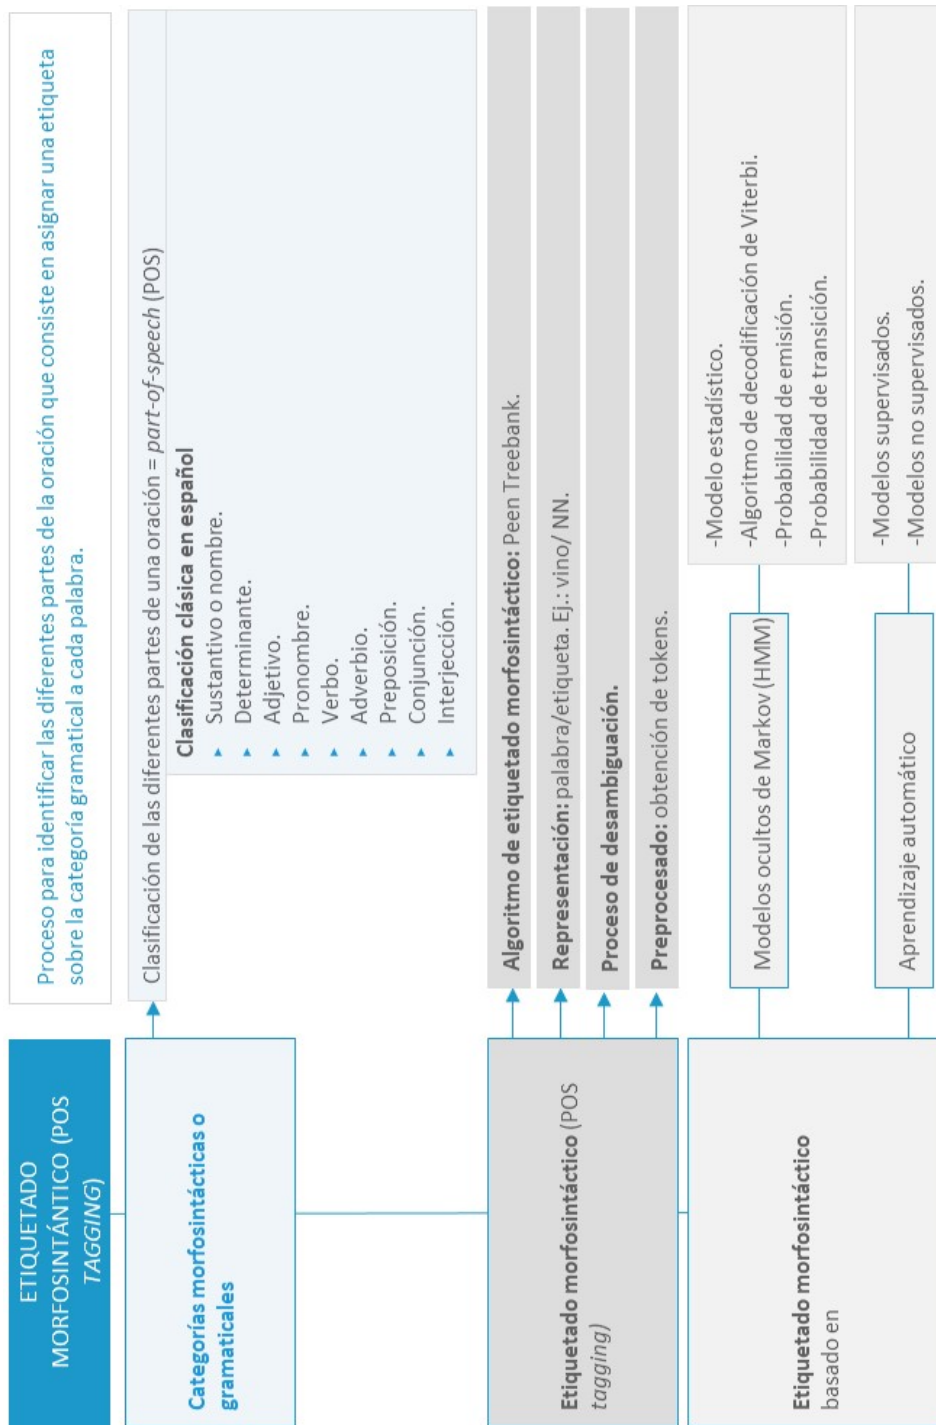 ETIQUETADO
MORFOSINTÁNTICO (POS
TAGGING)
Proceso para identificar las diferentes partes de la oración que consiste en asignar una etiqueta
sobre la categoría gramatical a cada palabra.
Categorías morfosintácticas o
gramaticales
Clasificación de las diferentes partes de una oración = part-of-speech (POS)
Clasificación clásica en español
▸ Sustantivo o nombre.
▸ Determinante.
▸ Adjetivo.
▸ Pronombre.
▸ Verbo.
▸ Adverbio.
▸ Preposición.
▸ Conjunción.
▸ Interjección.
Etiquetado morfosintáctico (POS
tagging)
Algoritmo de etiquetado morfosintáctico: Peen Treebank.
Representación: palabra/etiqueta. Ej.: vino/ NN.
Proceso de desambiguación.
Preprocesado: obtención de tokens.
Etiquetado morfosintáctico
basado en
Modelos ocultos de Markov (HMM)
-Modelo estadístico.
-Algoritmo de decodificación de Viterbi.
-Probabilidad de emisión.
-Probabilidad de transición.
Aprendizaje automático
-Modelos supervisados.
-Modelos no supervisados.